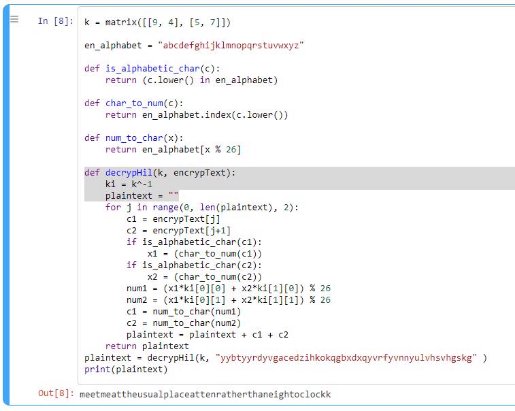 In [8]: k = matrix([[9, 4], [5, 7]])
en_alphabet = "abcdefghijklmnopqrstuvwxyz"
def is_alphabetic_char(c):
return (c.lower() in en_alphabet)
def char_to_num(c):
return en_alphabet.index(c.lower())
def num_to_char(x):
return en_alphabet[x % 26]
def decrypHil(k, encrypText):
ki = k^-1
plaintext = ""
for j in range(0, len(plaintext), 2):
c1 = encrypText[j]
c2 = encrypText[j+1]
if is_alphabetic_char(c1):
x1 = (char_to_num(c1))
if is_alphabetic_char(c2):
x2 = (char_to_num(c2))
num1 = (x1*ki[0][0] + x2*ki[1][0]) % 26
num2 = (x1*ki[0][1] + x2*ki[1][1]) % 26
c1 = num_to_char(num1)
c2 = num_to_char(num2)
plaintext = plaintext + c1 + c2
return plaintext
plaintext = decrypHil(k, "yybtyyrdyvgacedzihkokqgbxdxqyvrfyvnnyulvhsvhgskg" )
print(plaintext)
Out[8]: meetmeattheusualplaceattenratherthaneightoclockk